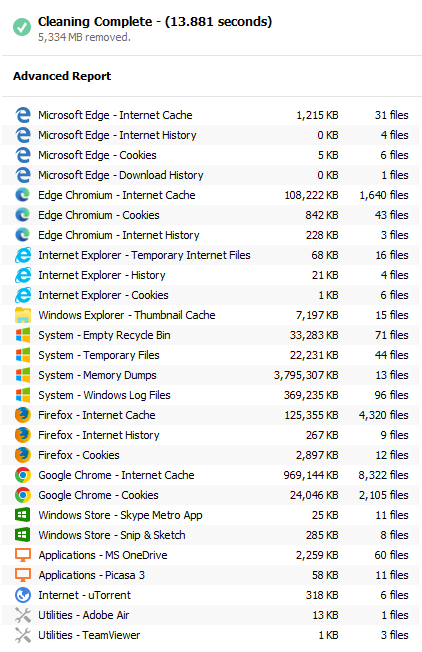 Cleaning Complete - (13.881 seconds)
5,334 MB removed.
Advanced Report
Microsoft Edge - Internet Cache 1,215 KB 31 files
Microsoft Edge - Internet History 0 KB 4 files
Microsoft Edge - Cookies 5 KB 6 files
Microsoft Edge - Download History 0 KB 1 files
Edge Chromium - Internet Cache 108,222 KB 1,640 files
Edge Chromium - Cookies 842 KB 43 files
Edge Chromium - Internet History 228 KB 3 files
Internet Explorer - Temporary Internet Files 68 KB 16 files
Internet Explorer - History 21 KB 4 files
Internet Explorer - Cookies 1 KB 6 files
Windows Explorer - Thumbnail Cache 7,197 KB 15 files
System - Empty Recycle Bin 33,283 KB 71 files
System - Temporary Files 22,231 KB 44 files
System - Memory Dumps 3,795,307 KB 13 files
System - Windows Log Files 369,235 KB 96 files
Firefox - Internet Cache 125,355 KB 4,320 files
Firefox - Internet History 267 KB 9 files
Firefox - Cookies 2,897 KB 12 files
Google Chrome - Internet Cache 969,144 KB 8,322 files
Google Chrome - Cookies 24,046 KB 2,105 files
Windows Store - Skype Metro App 25 KB 11 files
Windows Store - Snip & Sketch 285 KB 8 files
Applications - MS OneDrive 2,259 KB 60 files
Applications - Picasa 3 58 KB 11 files
Internet - uTorrent 318 KB 6 files
Utilities - Adobe Air 13 KB 1 files
Utilities - TeamViewer 1 KB 3 files